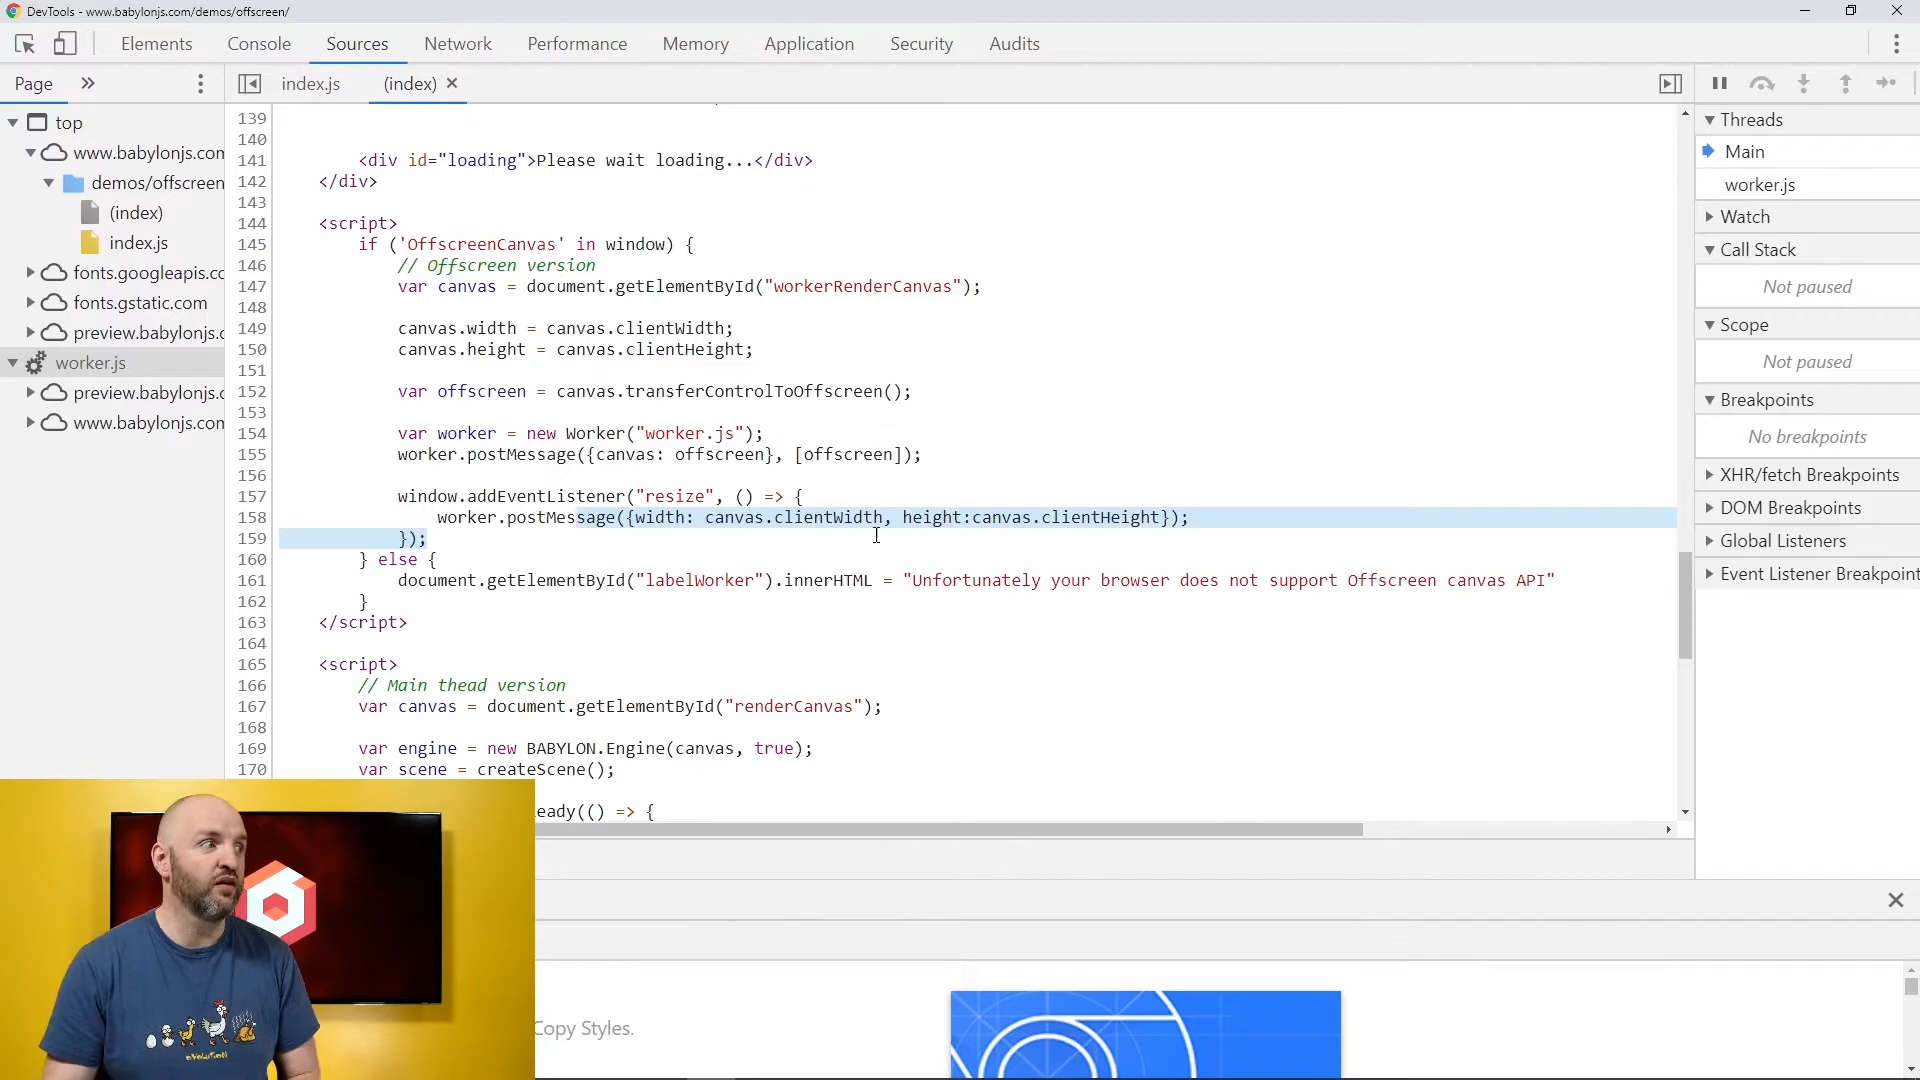 DevTools - www.babylonjs.com/demos/offscreen/
Elements Console Sources Network Performance Memory Application Security Audits
Page » index.js (index) ×
top
www.babylonjs.com
demos/offscreen
(index)
index.js
fonts.googleapis.co
fonts.gstatic.com
preview.babylonjs.c
worker.js
preview.babylonjs.c
www.babylonjs.com
139
140
141 <div id="loading">Please wait loading...</div>
142 </div>
143
144 <script>
145 if ('OffscreenCanvas' in window) {
146 // Offscreen version
147 var canvas = document.getElementById("workerRenderCanvas");
148
149 canvas.width = canvas.clientWidth;
150 canvas.height = canvas.clientHeight;
151
152 var offscreen = canvas.transferControlToOffscreen();
153
154 var worker = new Worker("worker.js");
155 worker.postMessage({canvas: offscreen}, [offscreen]);
156
157 window.addEventListener("resize", () => {
158 worker.postMessage({width: canvas.clientWidth, height:canvas.clientHeight});
159 });
160 } else {
161 document.getElementById("labelWorker").innerHTML = "Unfortunately your browser does not support Offscreen canvas API"
162 }
163 </script>
164
165 <script>
166 // Main thead version
167 var canvas = document.getElementById("renderCanvas");
168
169 var engine = new BABYLON.Engine(canvas, true);
170 var scene = createScene();
eady(() => {
Threads
Main
worker.js
Watch
Call Stack
Not paused
Scope
Not paused
Breakpoints
No breakpoints
XHR/fetch Breakpoints
DOM Breakpoints
Global Listeners
Event Listener Breakpoint
Copy Styles.